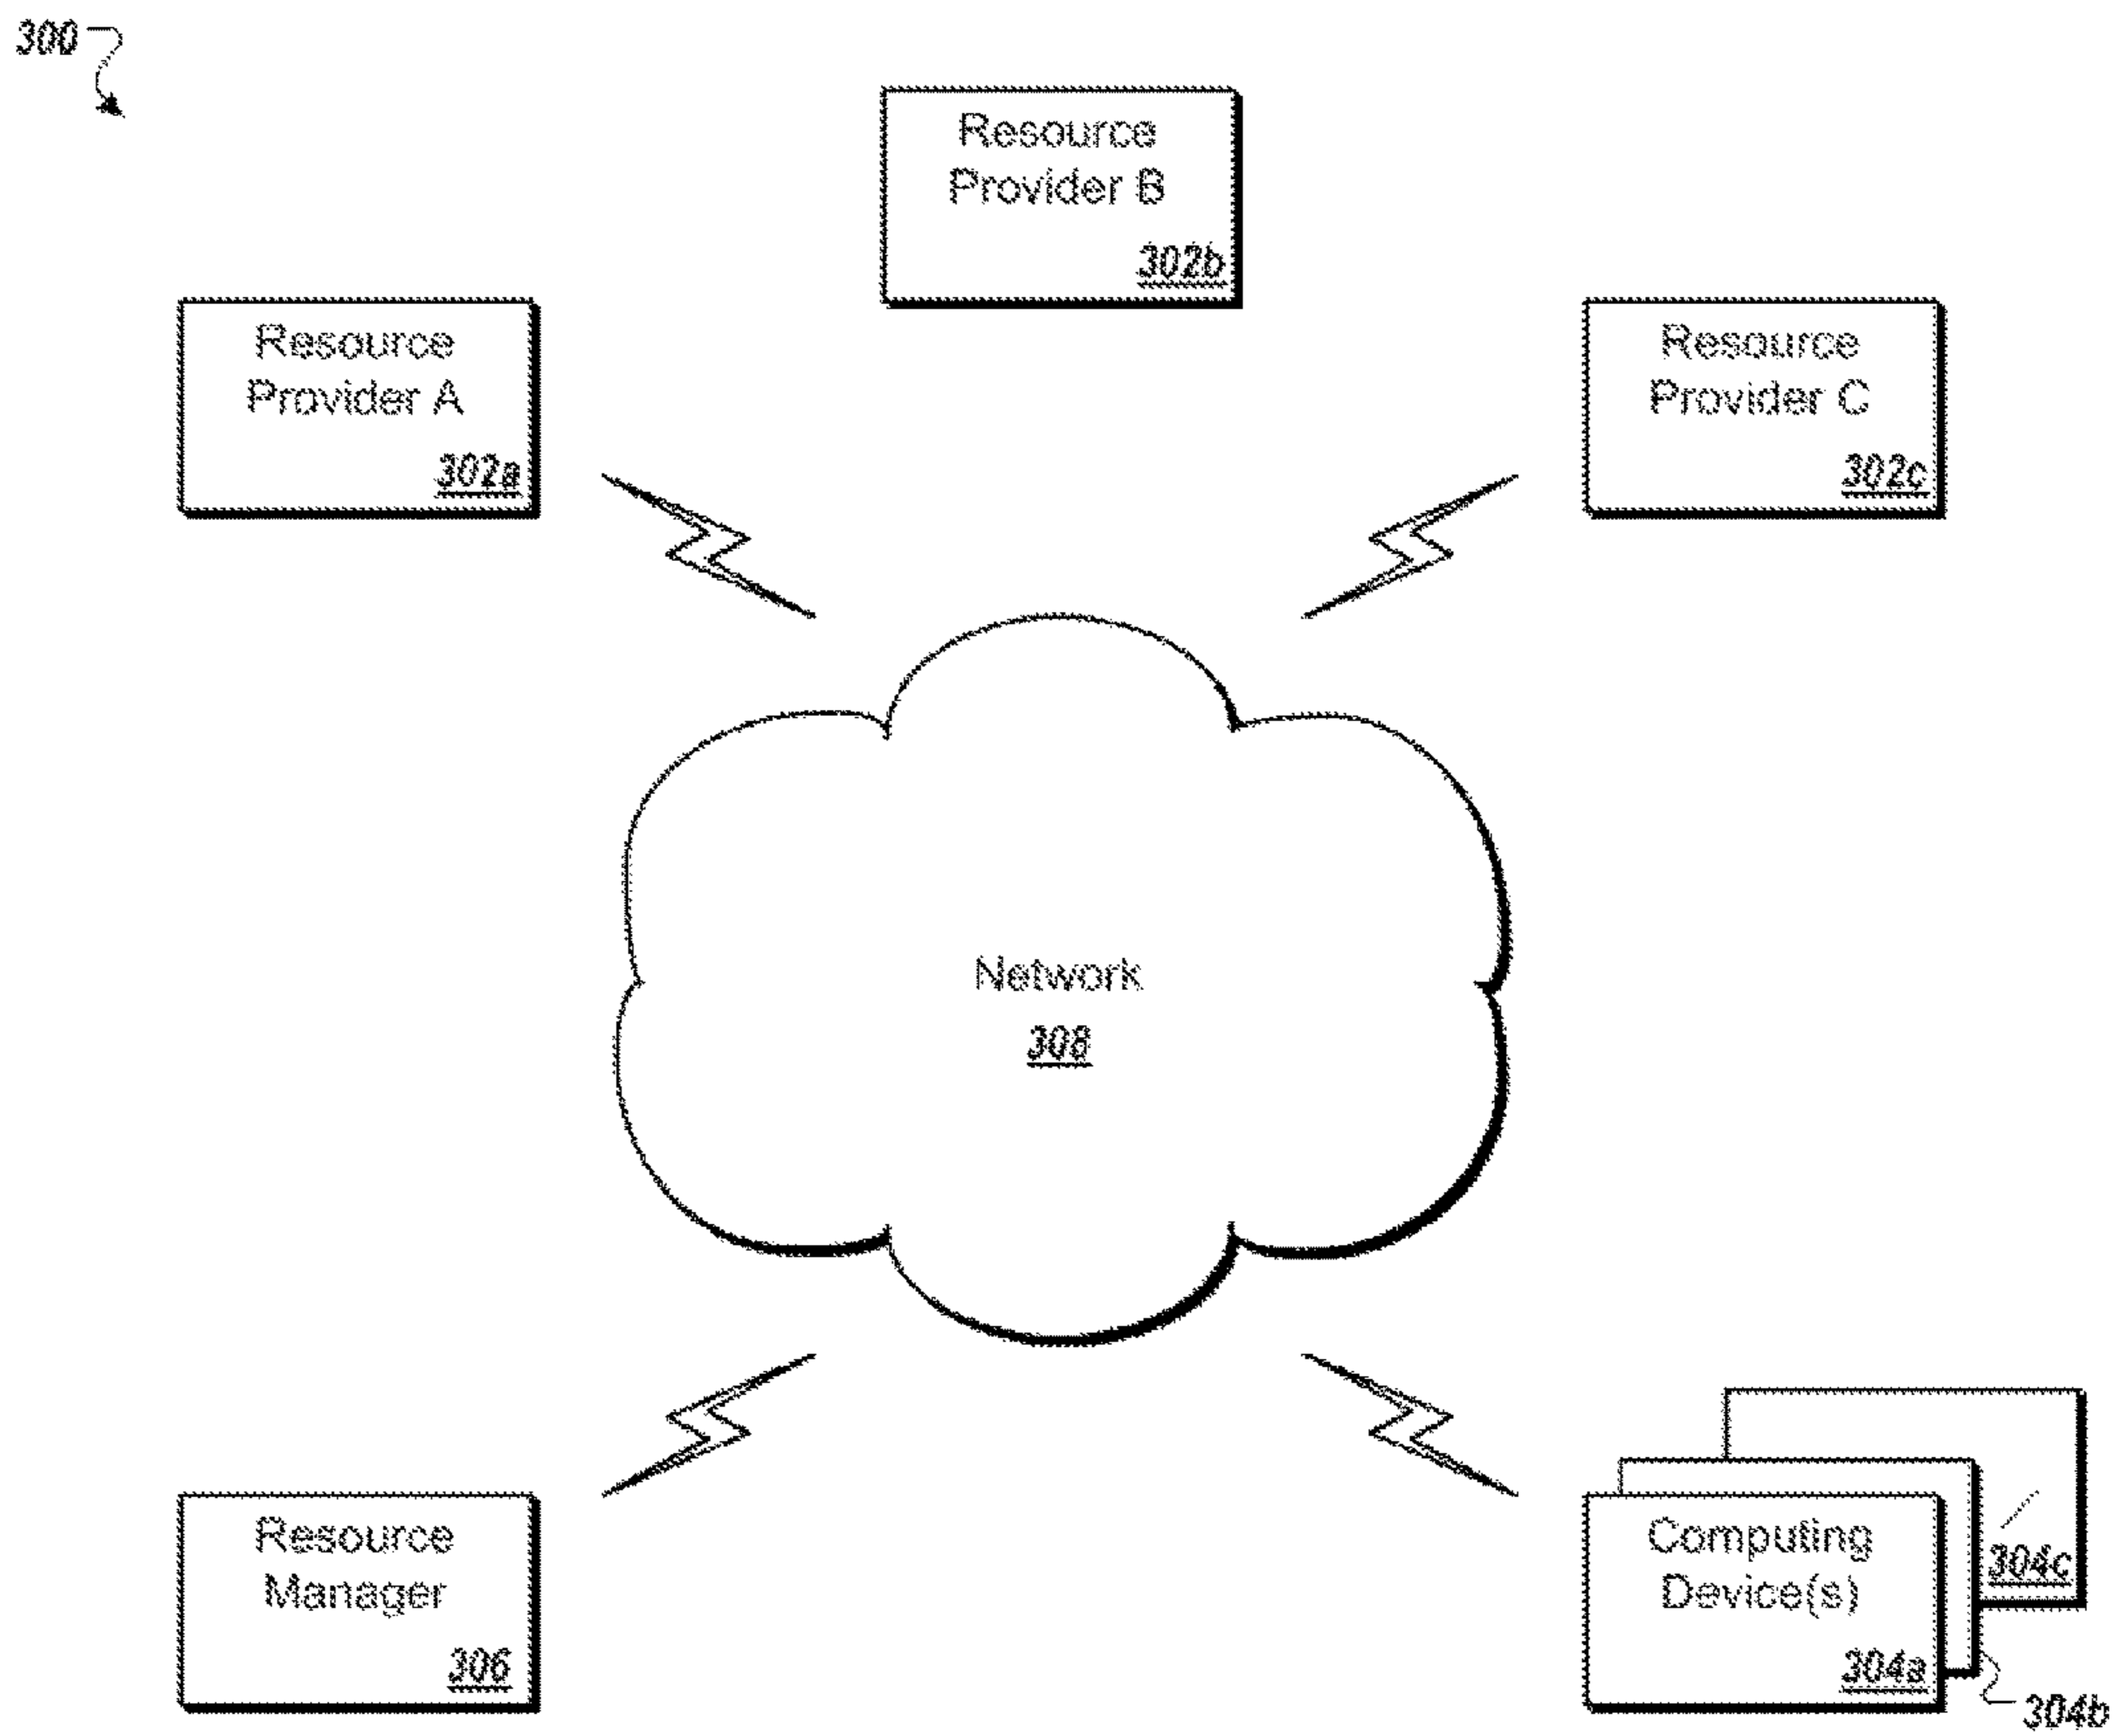 300
Resource
Provider B
302b
Resource
Provider A
302a
Resource
Provider C
302c
Network
308
Resource
Manager
306
Computing
Device(s)
304a
304c
304b